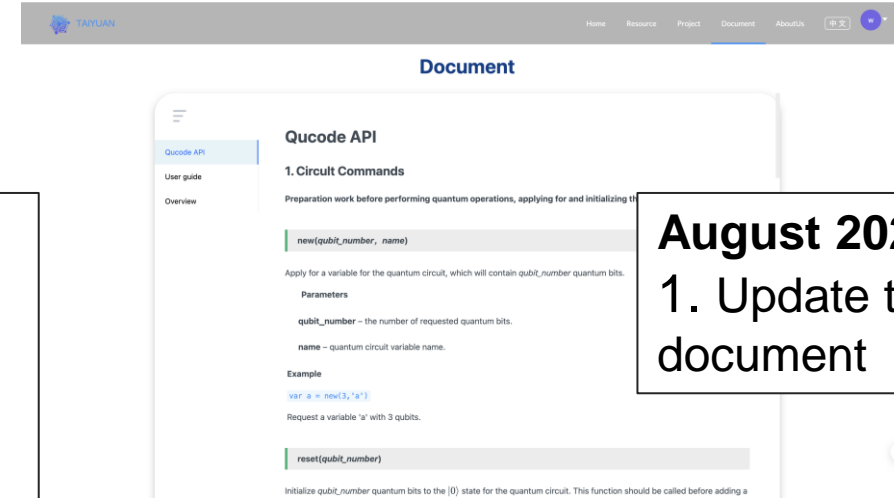 TAIYUAN
Home Resource Project Document AboutUs 中文 w
Document
Qucode API
User guide
Overview
Qucode API
1. Circult Commands
Preparation work before performing quantum operations, applying for and initializing
new(qubit_number, name)
Apply for a variable for the quantum circuit, which will contain qubit_number quantum bits.
Parameters
qubit_number – the number of requested quantum bits.
name – quantum circuit variable name.
Example
var a = new(3,'a')
Request a variable 'a' with 3 qubits.
reset(qubit_number)
Initialize qubit_number quantum bits to the |0⟩ state for the quantum circuit. This function should be called before adding a
August
1. Update
document